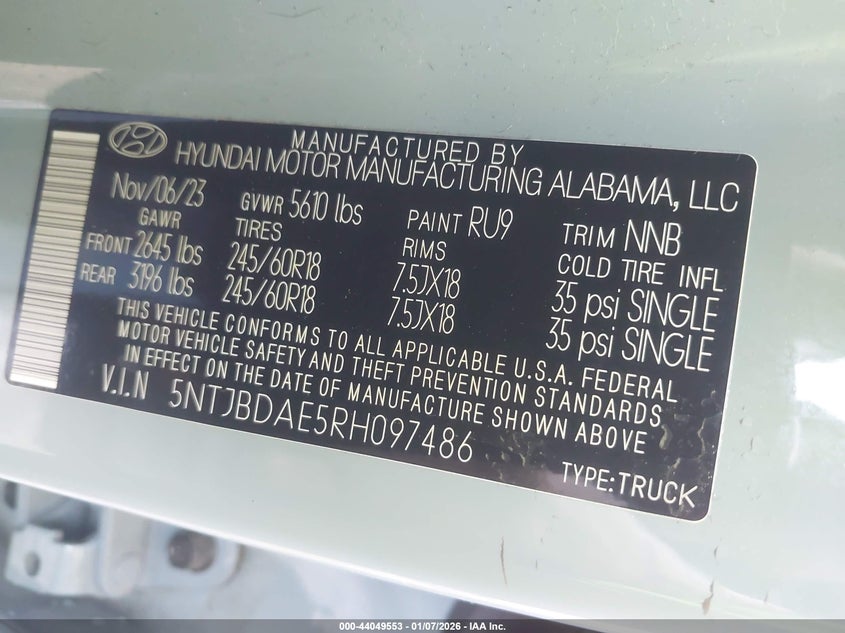 MANUFACTURED BY
HYUNDAI MOTOR MANUFACTURING ALABAMA, LLC
Nov/06/23 GVWR 5610 lbs PAINT RU9 TRIM NNB
GAWR TIRES RIMS COLD TIRE INFL
FRONT 2645 lbs 245/60R18 7.5JX18 35 psi SINGLE
REAR 3196 lbs 245/60R18 7.5JX18 35 psi SINGLE
THIS VEHICLE CONFORMS TO ALL APPLICABLE U.S.A. FEDERAL
MOTOR VEHICLE SAFETY AND THEFT PREVENTION STANDARDS
IN EFFECT ON THE DATE OF MANUFACTURE SHOWN ABOVE
V.I.N 5NTJBDAE5RH097486
TYPE:TRUCK
000-44049553 - 01/07/2026 - IAA Inc.